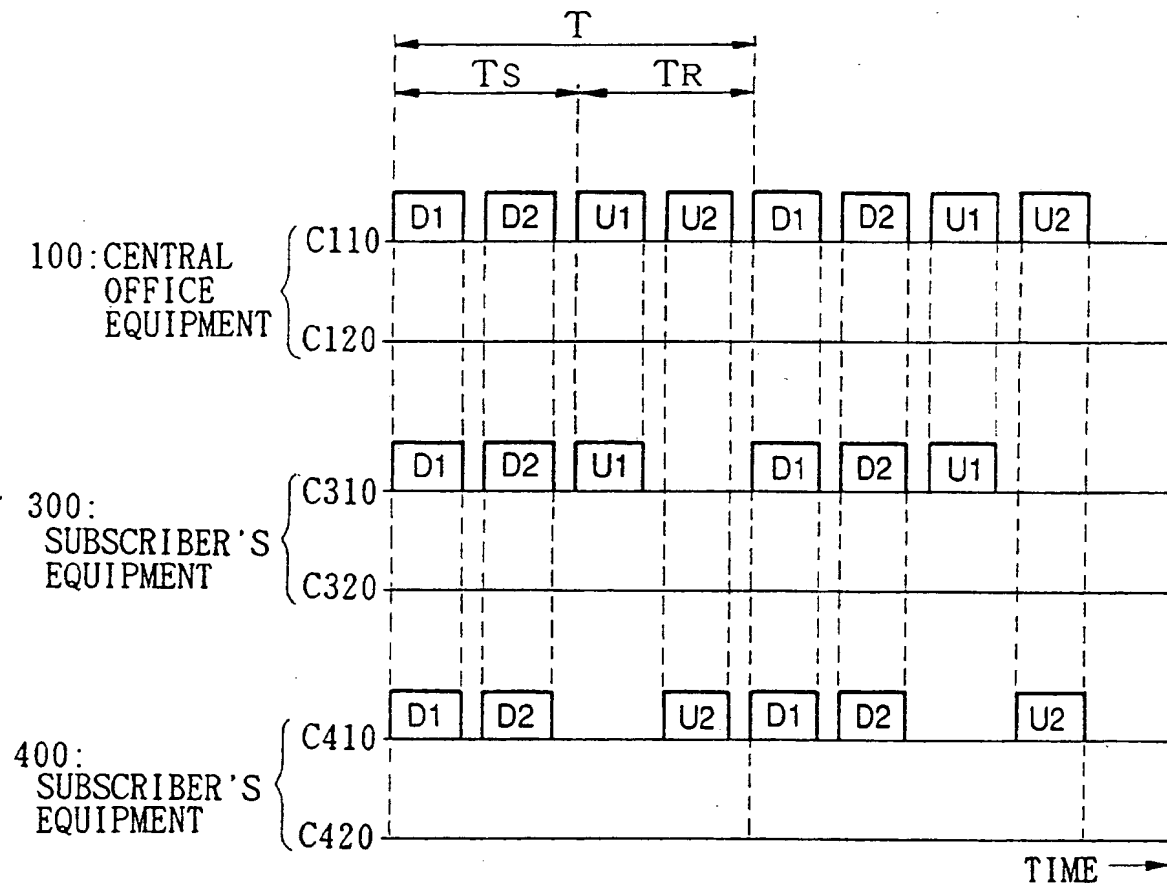 T
TS TR
D1 D2 U1 U2 D1 D2 U1 U2
100:CENTRAL
OFFICE
EQUIPMENT
C110
C120
D1 D2 U1 D1 D2 U1
300:
SUBSCRIBER'S
EQUIPMENT
C310
C320
D1 D2 U2 D1 D2 U2
400:
SUBSCRIBER'S
EQUIPMENT
C410
C420
TIME